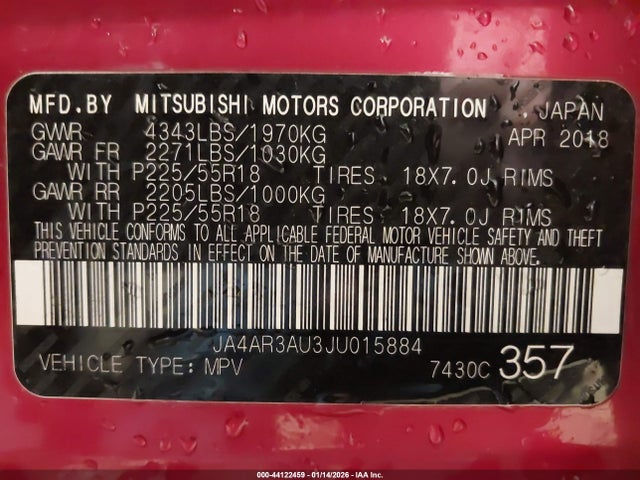 MFD.BY MITSUBISHI MOTORS CORPORATION JAPAN
GVWR 4343LBS/1970KG APR 2018
GAWR FR 2271LBS/1030KG
WITH P225/55R18 TIRES, 18X7.0J RIMS
GAWR RR 2205LBS/1000KG
WITH P225/55R18 TIRES, 18X7.0J RIMS
THIS VEHICLE CONFORMS TO ALL APPLICABLE FEDERAL MOTOR VEHICLE SAFETY AND THEFT
PREVENTION STANDARDS IN EFFECT ON THE DATE OF MANUFACTURE SHOWN ABOVE.
JA4AR3AU3JU015884
VEHICLE TYPE: MPV 7430C 357
000-44122459 - 01/14/2026 - IAA Inc.